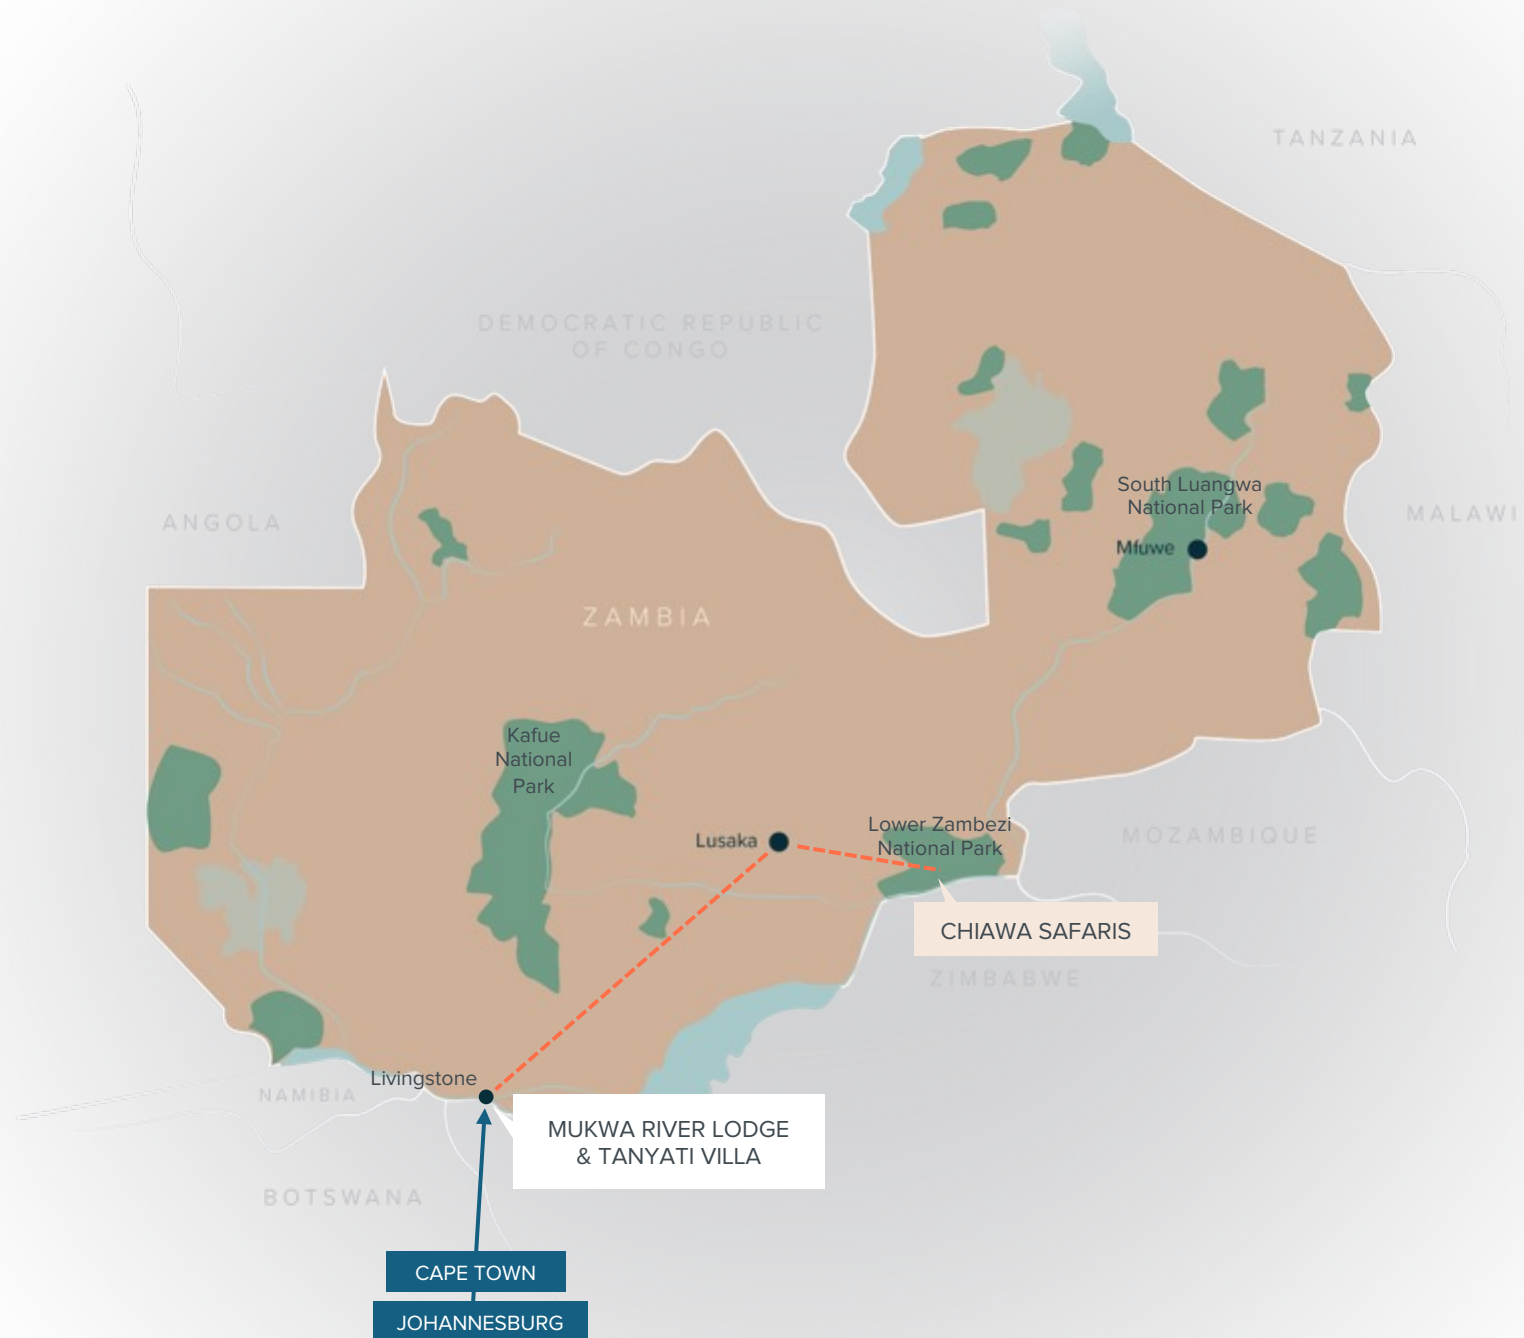 TANZANIA
DEMOCRATIC REPUBLIC
OF CONGO
South Luangwa
National Park
ANGOLA
MALAWI
Mfuwe
ZAMBIA
Kafue
National
Park
Lusaka
Lower Zambezi
National Park
MOZAMBIQUE
CHIAWA SAFARIS
ZIMBABWE
Livingstone
NAMIBIA
MUKWA RIVER LODGE
& TANYATI VILLA
BOTSWANA
CAPE TOWN
JOHANNESBURG